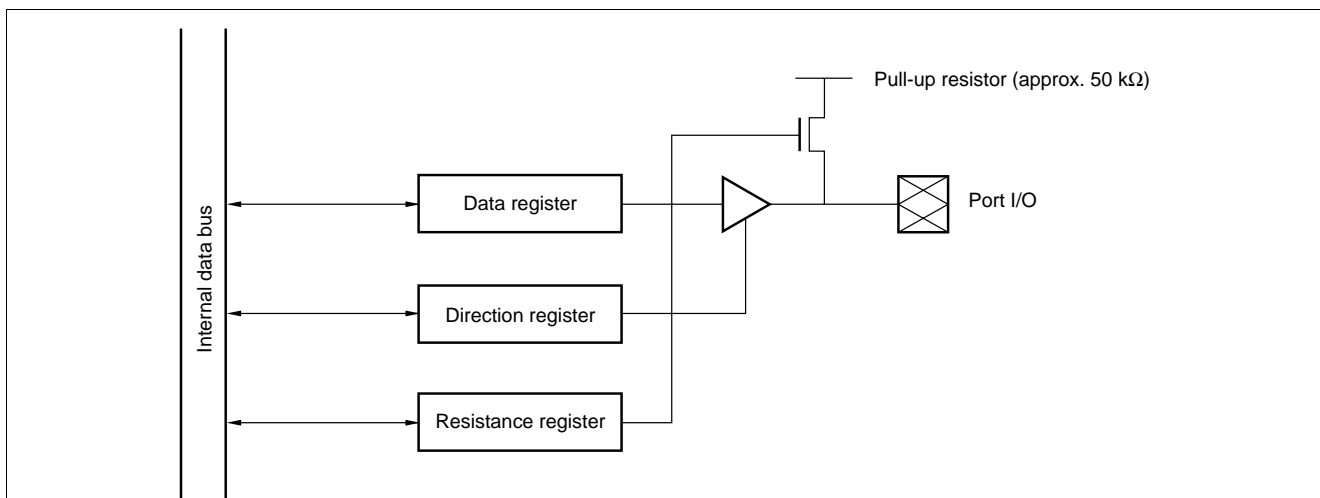 Pull-up resistor (approx. 50 kΩ)
Data register
Port I/O
Internal data bus
Direction register
Resistance register